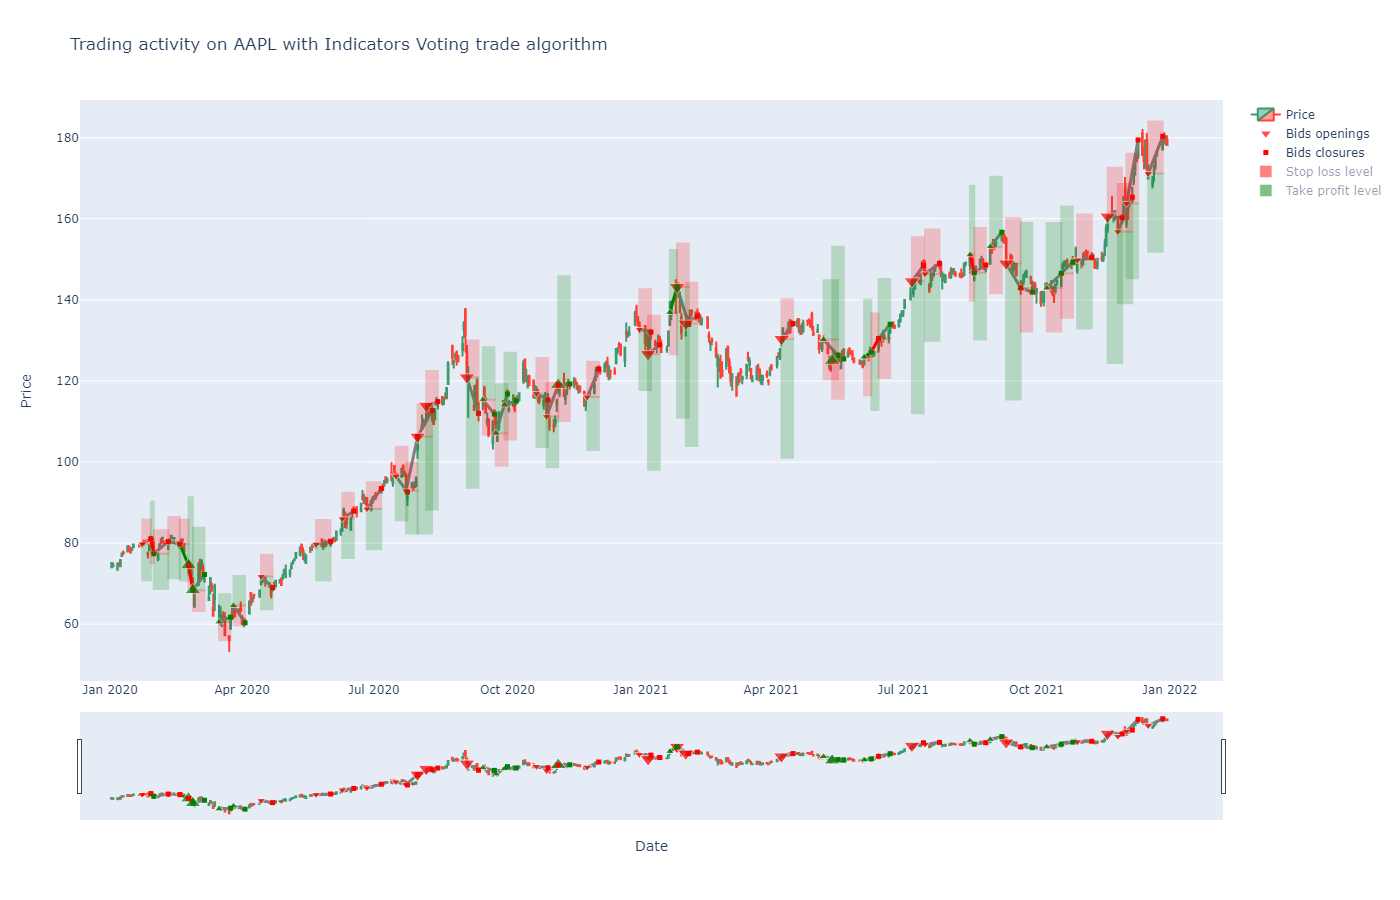 Trading activity on AAPL with Indicators Voting trade algorithm
Price
Bids openings
Bids closures
Stop loss level
Take profit level
180
160
140
120
100
80
60
Price
Jan 2020
Apr 2020
Jul 2020
Oct 2020
Jan 2021
Apr 2021
Jul 2021
Oct 2021
Jan 2022
Date